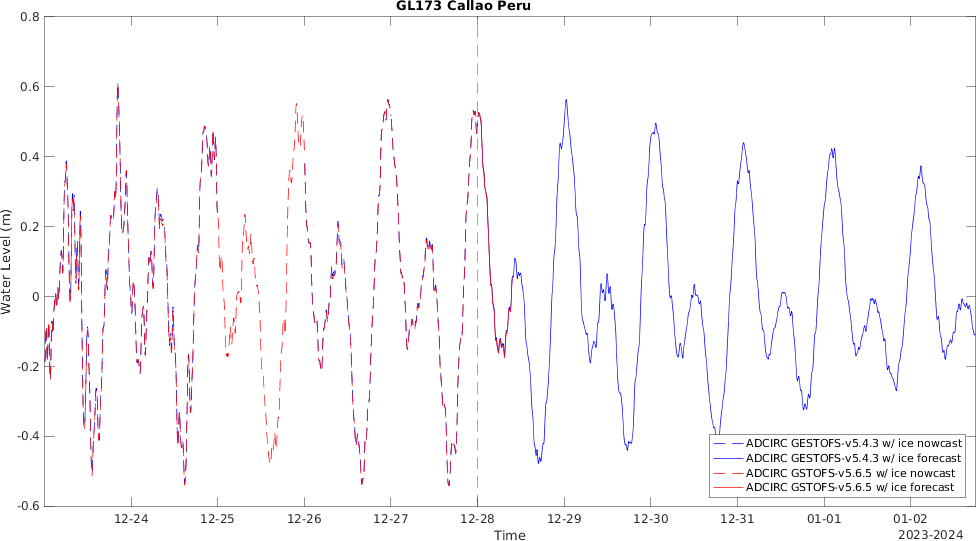 GL173 Callao Peru
0.8
0.6
0.4
0.2
0
-0.2
-0.4
-0.6
Water Level (m)
12-24 12-25 12-26 12-27 12-28 12-29 12-30 12-31 01-01 01-02
Time
2023-2024
ADCIRC GESTOFS-v5.4.3 w/ ice nowcast
ADCIRC GESTOFS-v5.4.3 w/ ice forecast
ADCIRC GSTOFS-v5.6.5 w/ ice nowcast
ADCIRC GSTOFS-v5.6.5 w/ ice forecast